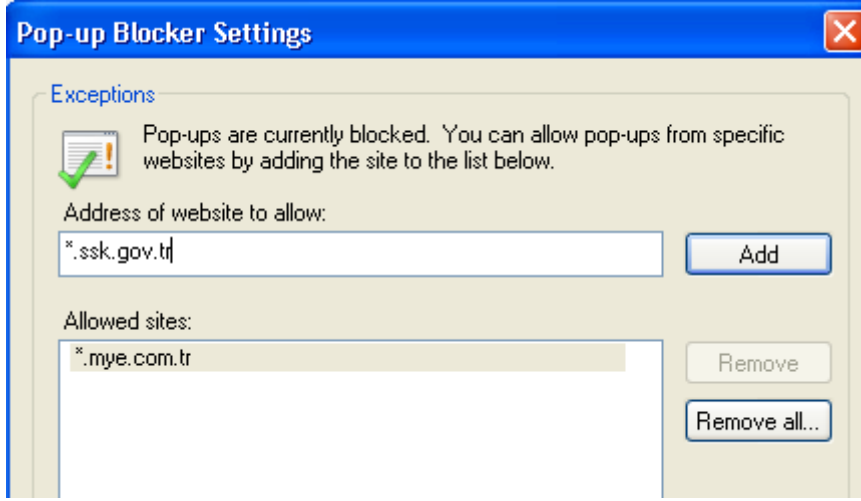 Pop-up Blocker Settings
Exceptions
Pop-ups are currently blocked. You can allow pop-ups from specific
websites by adding the site to the list below.
Address of website to allow:
*.ssk.gov.tr
Add
Allowed sites:
*.mye.com.tr
Remove
Remove all...